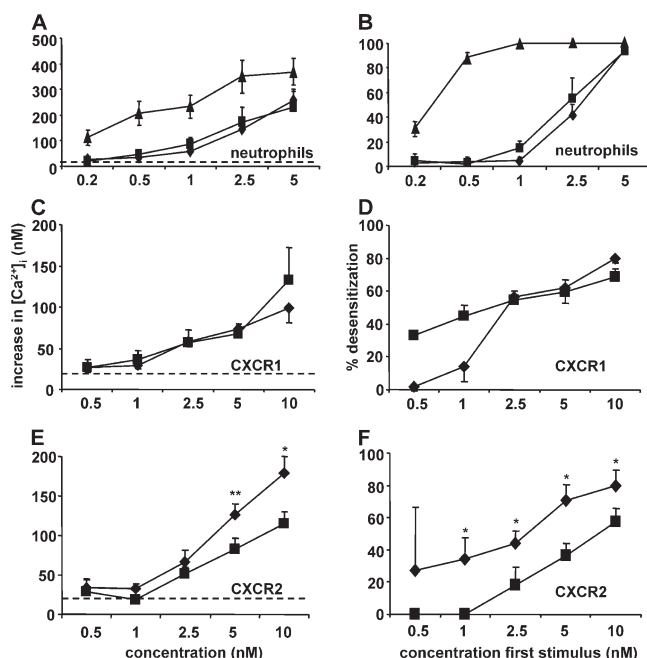 A
500
400
300
200
100
0
neutrophils
0.2 0.5 1 2.5 5
B
100
80
60
40
20
0
neutrophils
0.2 0.5 1 2.5 5
C
200
150
100
50
0
CXCR1
0.5 1 2.5 5 10
increase in [Ca²⁺]i (nM)
D
100
80
60
40
20
0
CXCR1
0.5 1 2.5 5 10
% desensitization
E
200
150
100
50
0
**
*
CXCR2
0.5 1 2.5 5 10
concentration (nM)
F
100
80
60
40
20
0
* * * *
CXCR2
0.5 1 2.5 5 10
concentration first stimulus (nM)